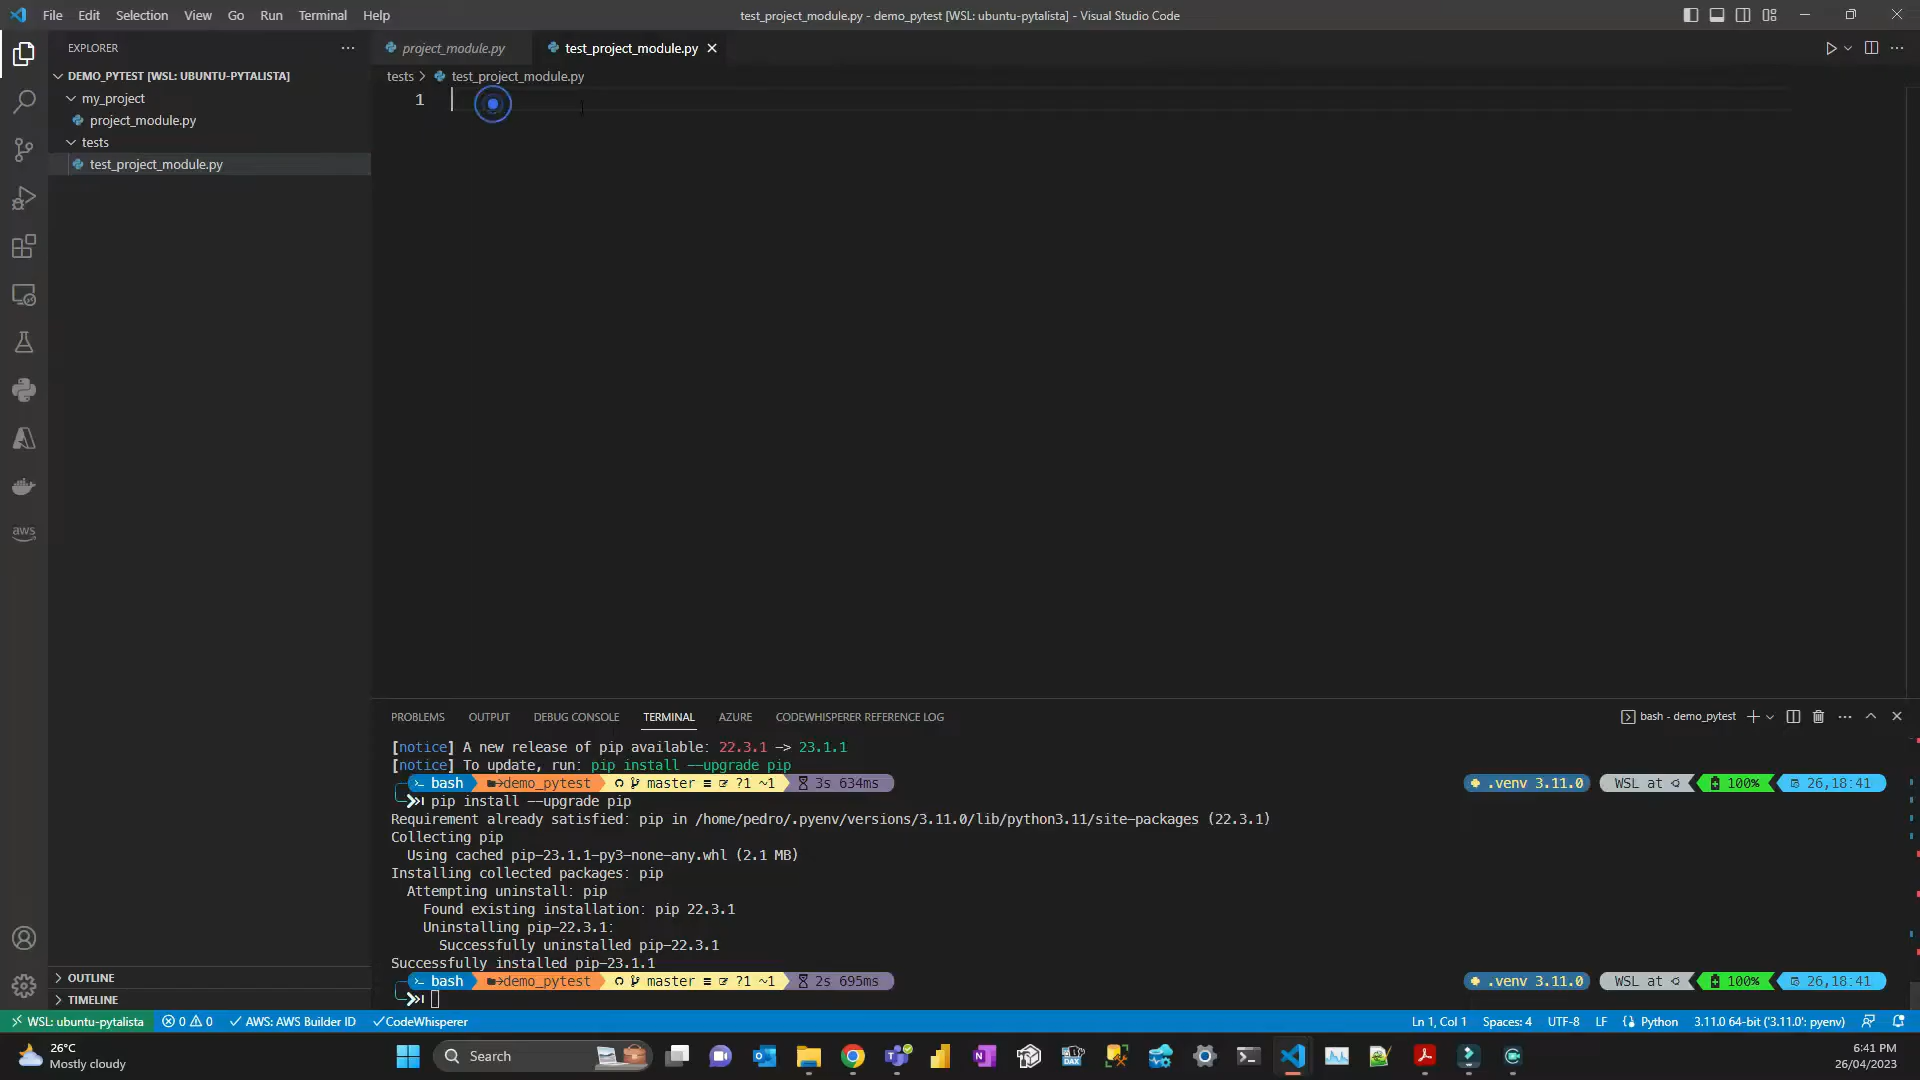 File Edit Selection View Go Run Terminal Help
test_project_module.py - demo_pytest [WSL: ubuntu-pytalista] - Visual Studio Code
EXPLORER
DEMO_PYTEST [WSL: UBUNTU-PYTALISTA]
my_project
project_module.py
tests
test_project_module.py
OUTLINE
TIMELINE
aws
project_module.py
test_project_module.py
tests > test_project_module.py
1
PROBLEMS OUTPUT DEBUG CONSOLE TERMINAL AZURE CODEWHISPERER REFERENCE LOG
bash - demo_pytest
[notice] A new release of pip available: 22.3.1 -> 23.1.1
[notice] To update, run: pip install --upgrade pip
bash demo_pytest master ≡ ?1 ~1 3s 634ms .venv 3.11.0 WSL at 100% 26,18:41
pip install --upgrade pip
Requirement already satisfied: pip in /home/pedro/.pyenv/versions/3.11.0/lib/python3.11/site-packages (22.3.1)
Collecting pip
Using cached pip-23.1.1-py3-none-any.whl (2.1 MB)
Installing collected packages: pip
Attempting uninstall: pip
Found existing installation: pip 22.3.1
Uninstalling pip-22.3.1:
Successfully uninstalled pip-22.3.1
Successfully installed pip-23.1.1
bash demo_pytest master ≡ ?1 ~1 2s 695ms .venv 3.11.0 WSL at 100% 26,18:41
WSL: ubuntu-pytalista 0 0 AWS: AWS Builder ID CodeWhisperer Ln 1, Col 1 Spaces: 4 UTF-8 LF Python 3.11.0 64-bit ('3.11.0': pyenv)
26°C
Mostly cloudy
Search
DAX
6:41 PM
26/04/2023